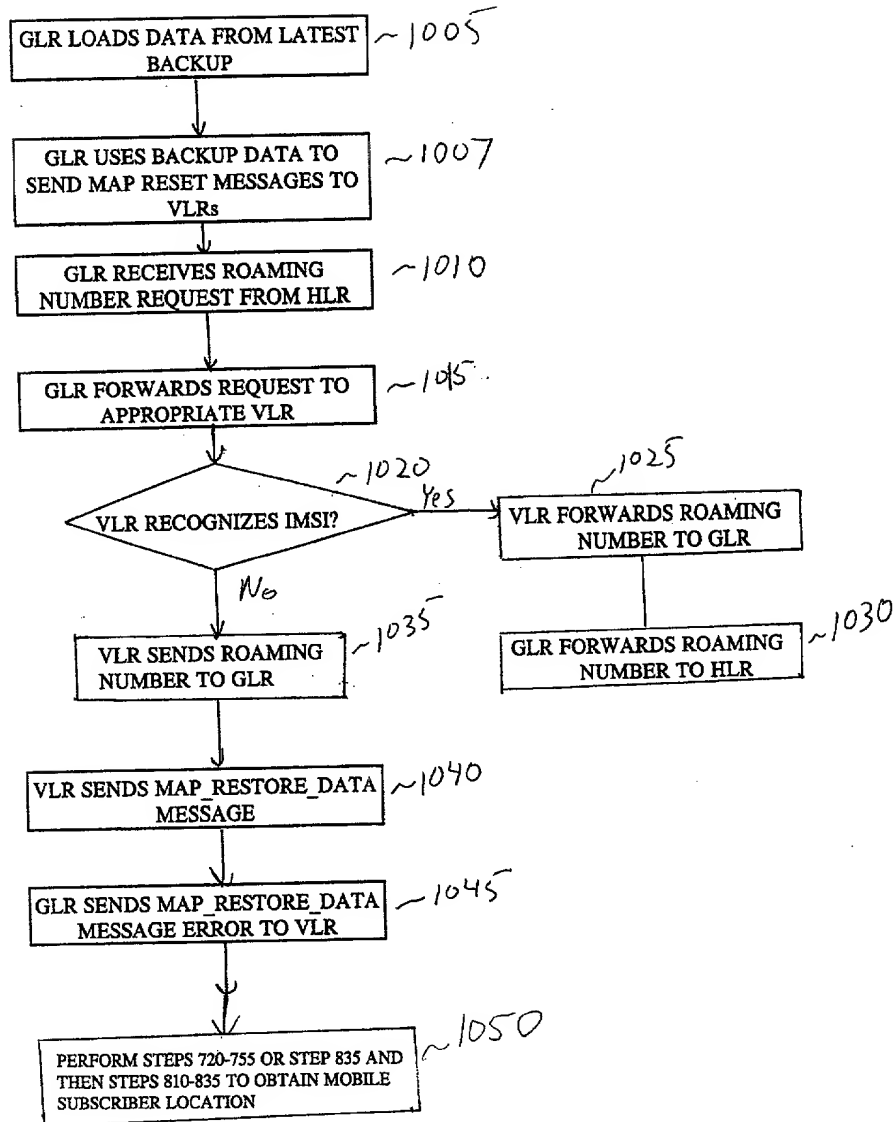 GLR LOADS DATA FROM LATEST
BACKUP
~1005
GLR USES BACKUP DATA TO
SEND MAP RESET MESSAGES TO
VLRs
~1007
GLR RECEIVES ROAMING
NUMBER REQUEST FROM HLR
~1010
GLR FORWARDS REQUEST TO
APPROPRIATE VLR
~1015
VLR RECOGNIZES IMSI?
~1020
Yes
~1025
VLR FORWARDS ROAMING
NUMBER TO GLR
GLR FORWARDS ROAMING
NUMBER TO HLR
~1030
No
VLR SENDS ROAMING
NUMBER TO GLR
~1035
VLR SENDS MAP_RESTORE_DATA
MESSAGE
~1040
GLR SENDS MAP_RESTORE_DATA
MESSAGE ERROR TO VLR
~1045
PERFORM STEPS 720-755 OR STEP 835 AND
THEN STEPS 810-835 TO OBTAIN MOBILE
SUBSCRIBER LOCATION
~1050